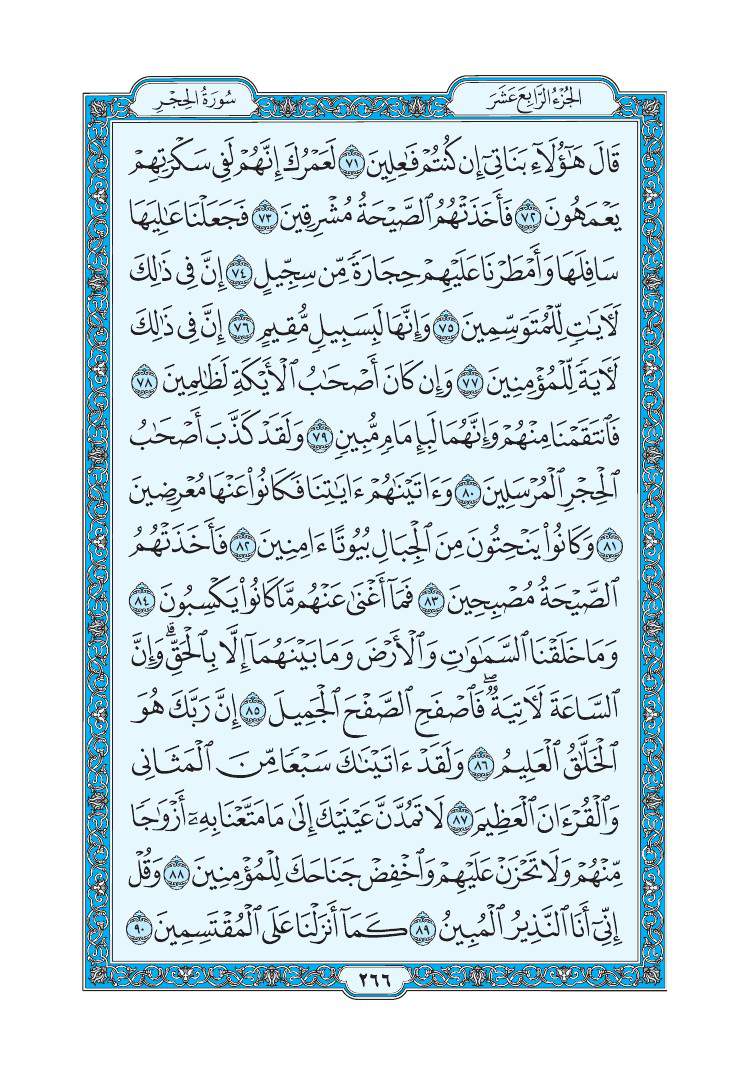 الجُزْءُ الرَّابِعَ عَشَرَ
سُورَةُ الحِجْرِ
قَالَ هَٰٓؤُلَآءِ بَنَاتِيٓ إِن كُنتُمۡ فَٰعِلِينَ ٧١ لَعَمۡرُكَ إِنَّهُمۡ لَفِي سَكۡرَتِهِمۡ
يَعۡمَهُونَ ٧٢ فَأَخَذَتۡهُمُ ٱلصَّيۡحَةُ مُشۡرِقِينَ ٧٣ فَجَعَلۡنَا عَٰلِيَهَا
سَافِلَهَا وَأَمۡطَرۡنَا عَلَيۡهِمۡ حِجَارَةٗ مِّن سِجِّيلٍ ٧٤ إِنَّ فِي ذَٰلِكَ
لَأٓيَٰتٖ لِّلۡمُتَوَسِّمِينَ ٧٥ وَإِنَّهَا لَبِسَبِيلٖ مُّقِيمٍ ٧٦ إِنَّ فِي ذَٰلِكَ
لَأٓيَةٗ لِّلۡمُؤۡمِنِينَ ٧٧ وَإِن كَانَ أَصۡحَٰبُ ٱلۡأَيۡكَةِ لَظَٰلِمِينَ ٧٨
فَٱنتَقَمۡنَا مِنۡهُمۡ وَإِنَّهُمَا لَبِإِمَامٖ مُّبِينٖ ٧٩ وَلَقَدۡ كَذَّبَ أَصۡحَٰبُ
ٱلۡحِجۡرِ ٱلۡمُرۡسَلِينَ ٨٠ وَءَاتَيۡنَٰهُمۡ ءَايَٰتِنَا فَكَانُواْ عَنۡهَا مُعۡرِضِينَ
٨١ وَكَانُواْ يَنۡحِتُونَ مِنَ ٱلۡجِبَالِ بُيُوتًا ءَامِنِينَ ٨٢ فَأَخَذَتۡهُمُ
ٱلصَّيۡحَةُ مُصۡبِحِينَ ٨٣ فَمَآ أَغۡنَىٰ عَنۡهُم مَّا كَانُواْ يَكۡسِبُونَ ٨٤
وَمَا خَلَقۡنَا ٱلسَّمَٰوَٰتِ وَٱلۡأَرۡضَ وَمَا بَيۡنَهُمَآ إِلَّا بِٱلۡحَقِّۗ وَإِنَّ
ٱلسَّاعَةَ لَأٓتِيَةٞۖ فَٱصۡفَحِ ٱلصَّفۡحَ ٱلۡجَمِيلَ ٨٥ إِنَّ رَبَّكَ هُوَ
ٱلۡخَلَّٰقُ ٱلۡعَلِيمُ ٨٦ وَلَقَدۡ ءَاتَيۡنَٰكَ سَبۡعٗا مِّنَ ٱلۡمَثَانِي
وَٱلۡقُرۡءَانَ ٱلۡعَظِيمَ ٨٧ لَا تَمُدَّنَّ عَيۡنَيۡكَ إِلَىٰ مَا مَتَّعۡنَا بِهِۦٓ أَزۡوَٰجٗا
مِّنۡهُمۡ وَلَا تَحۡزَنۡ عَلَيۡهِمۡ وَٱخۡفِضۡ جَنَاحَكَ لِلۡمُؤۡمِنِينَ ٨٨ وَقُلۡ
إِنِّيٓ أَنَا ٱلنَّذِيرُ ٱلۡمُبِينُ ٨٩ كَمَآ أَنزَلۡنَا عَلَى ٱلۡمُقۡتَسِمِينَ ٩٠
٢٦٦